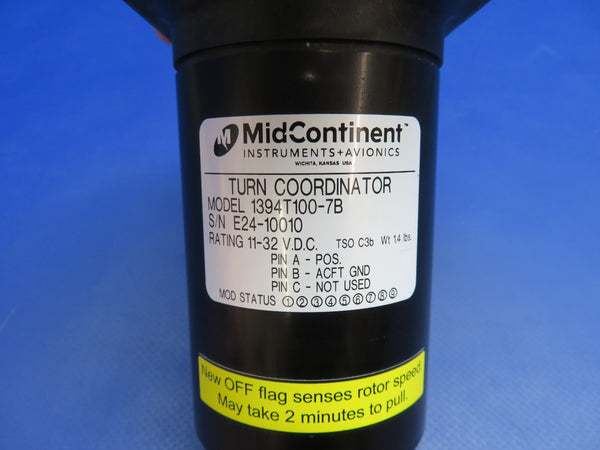 M MidContinent™
INSTRUMENTS+AVIONICS
WICHITA, KANSAS USA
TURN COORDINATOR
MODEL 1394T100-7B
S/N E24-10010
RATING 11-32 V.D.C. TSO C3b Wt 1.4 lbs.
PIN A - POS.
PIN B - ACFT GND
PIN C - NOT USED
MOD STATUS ①②③④⑤⑥⑦⑧⑨
New OFF flag senses rotor speed.
May take 2 minutes to pull.